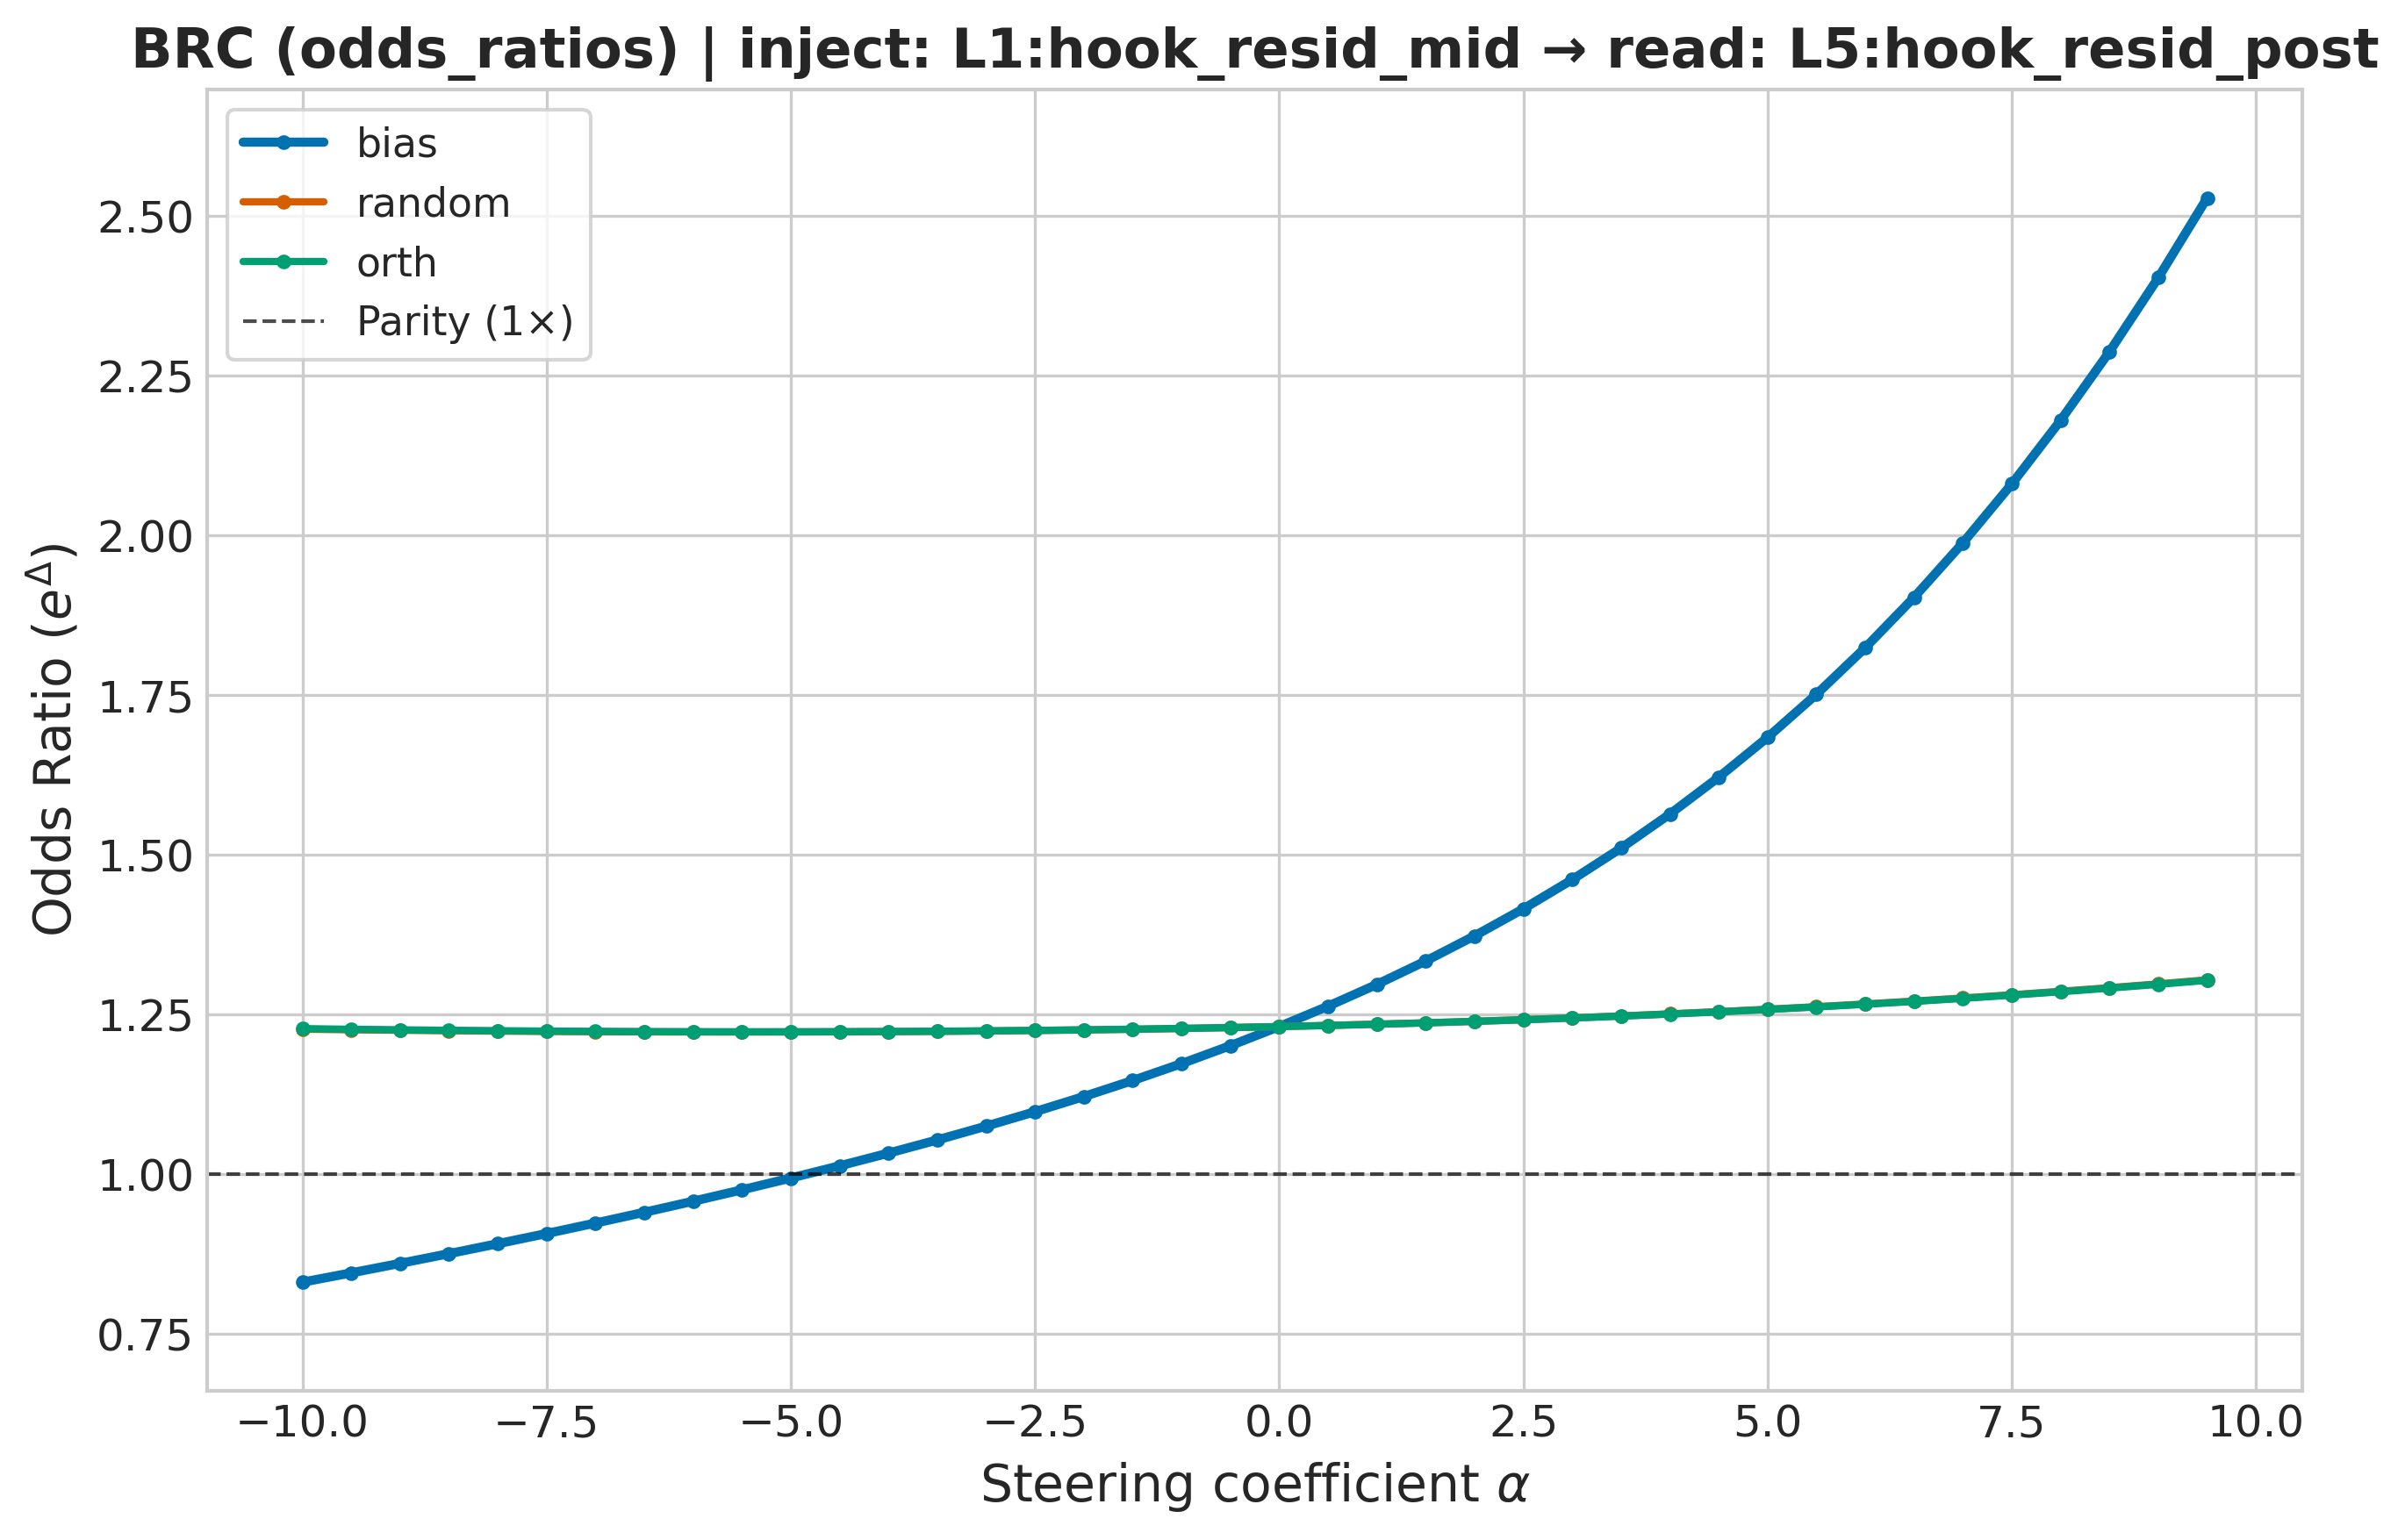 BRC (odds_ratios) | inject: L1:hook_resid_mid → read: L5:hook_resid_post
bias
random
orth
Parity (1×)
Odds Ratio (e^Δ)
2.50
2.25
2.00
1.75
1.50
1.25
1.00
0.75
−10.0 −7.5 −5.0 −2.5 0.0 2.5 5.0 7.5 10.0
Steering coefficient α